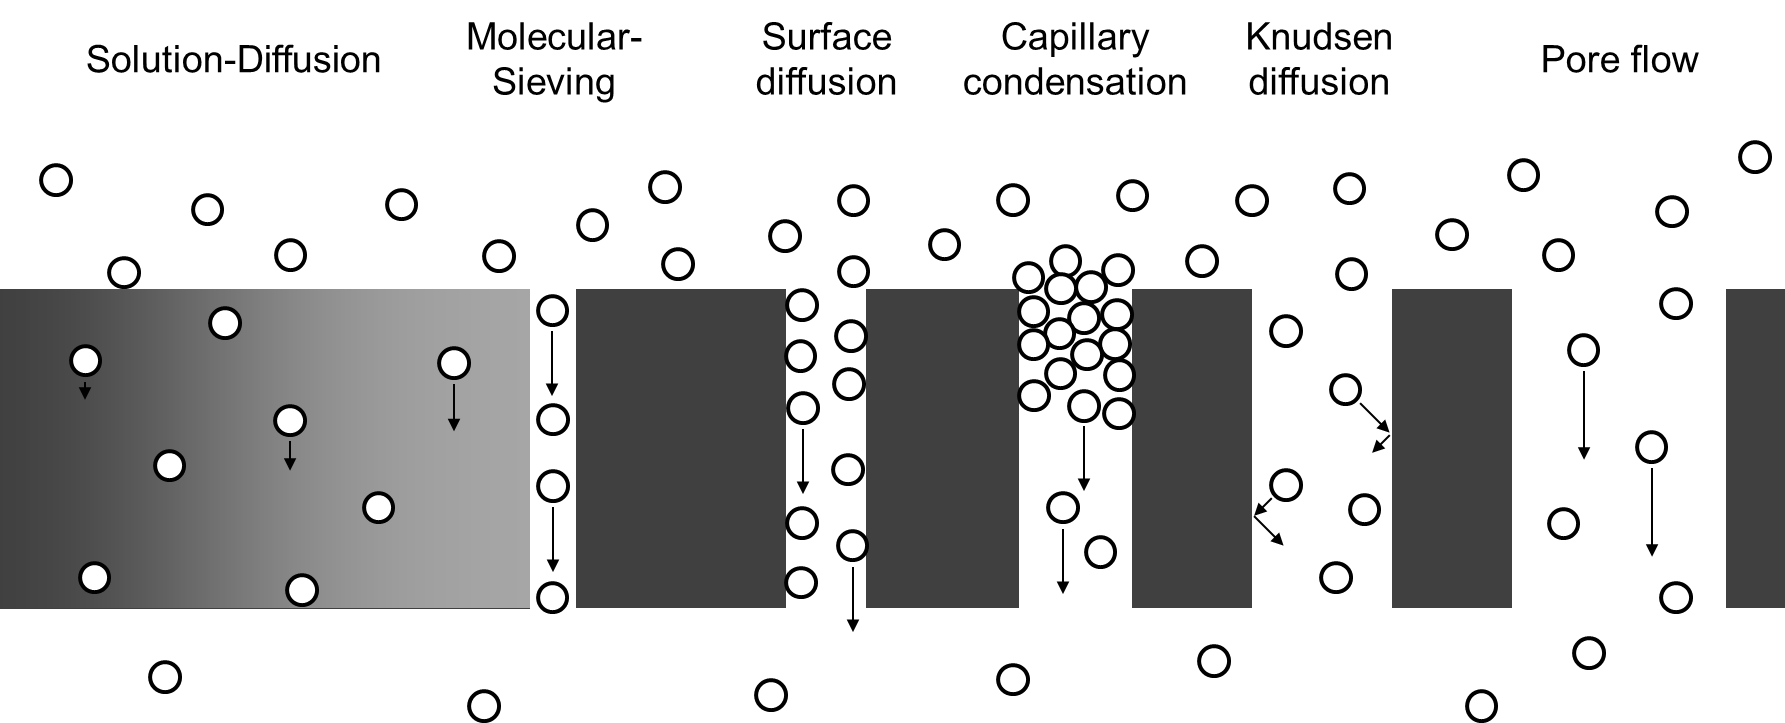 Solution-Diffusion
Molecular-
Sieving
Surface
diffusion
Capillary
condensation
Knudsen
diffusion
Pore flow